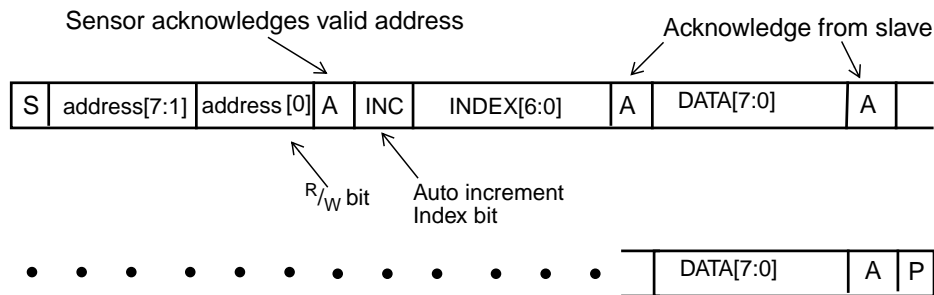 Sensor acknowledges valid address
Acknowledge from slave
S address[7:1] address [0] A INC INDEX[6:0] A DATA[7:0] A
R/W bit
Auto increment
Index bit
DATA[7:0] A P